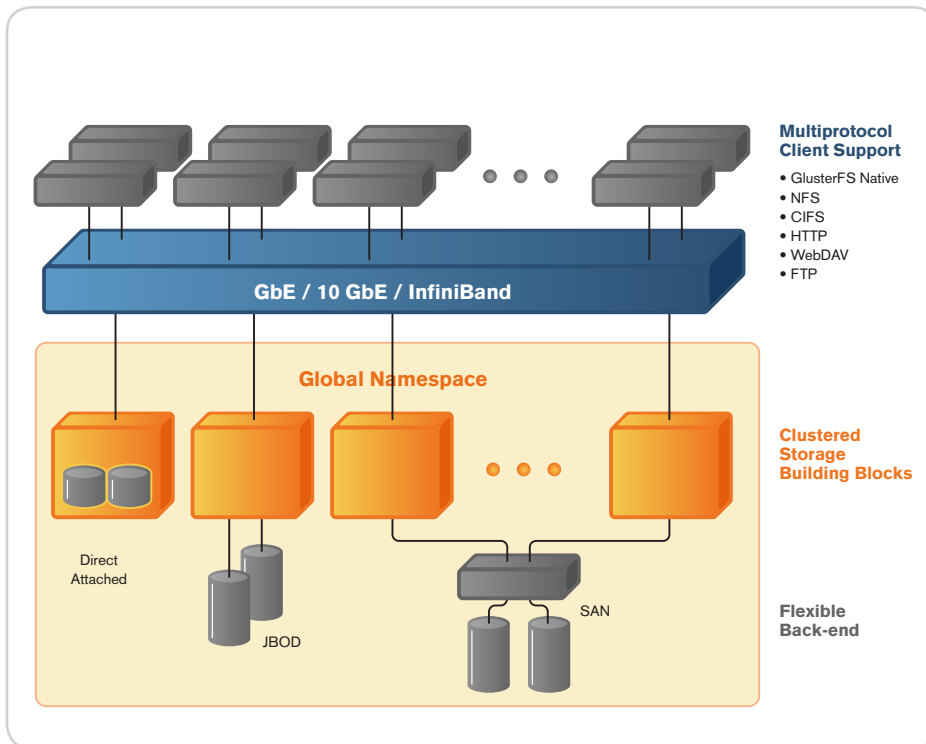 Multiprotocol
Client Support
• GlusterFS Native
• NFS
• CIFS
• HTTP
• WebDAV
• FTP
GbE / 10 GbE / InfiniBand
Global Namespace
Clustered
Storage
Building Blocks
Direct
Attached
JBOD
SAN
Flexible
Back-end